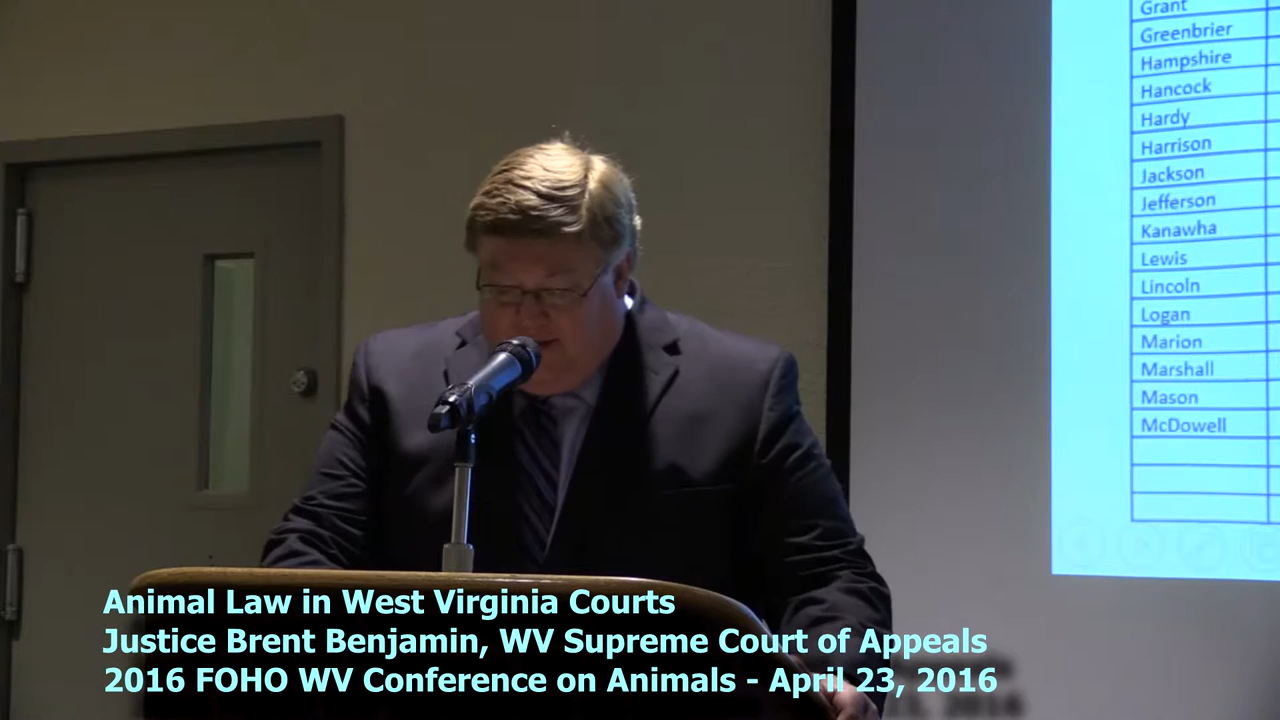 Grant
Greenbrier
Hampshire
Hancock
Hardy
Harrison
Jackson
Jefferson
Kanawha
Lewis
Lincoln
Logan
Marion
Marshall
Mason
McDowell
Animal Law in West Virginia Courts
Justice Brent Benjamin, WV Supreme Court of Appeals
2016 FOHO WV Conference on Animals - April 23, 2016